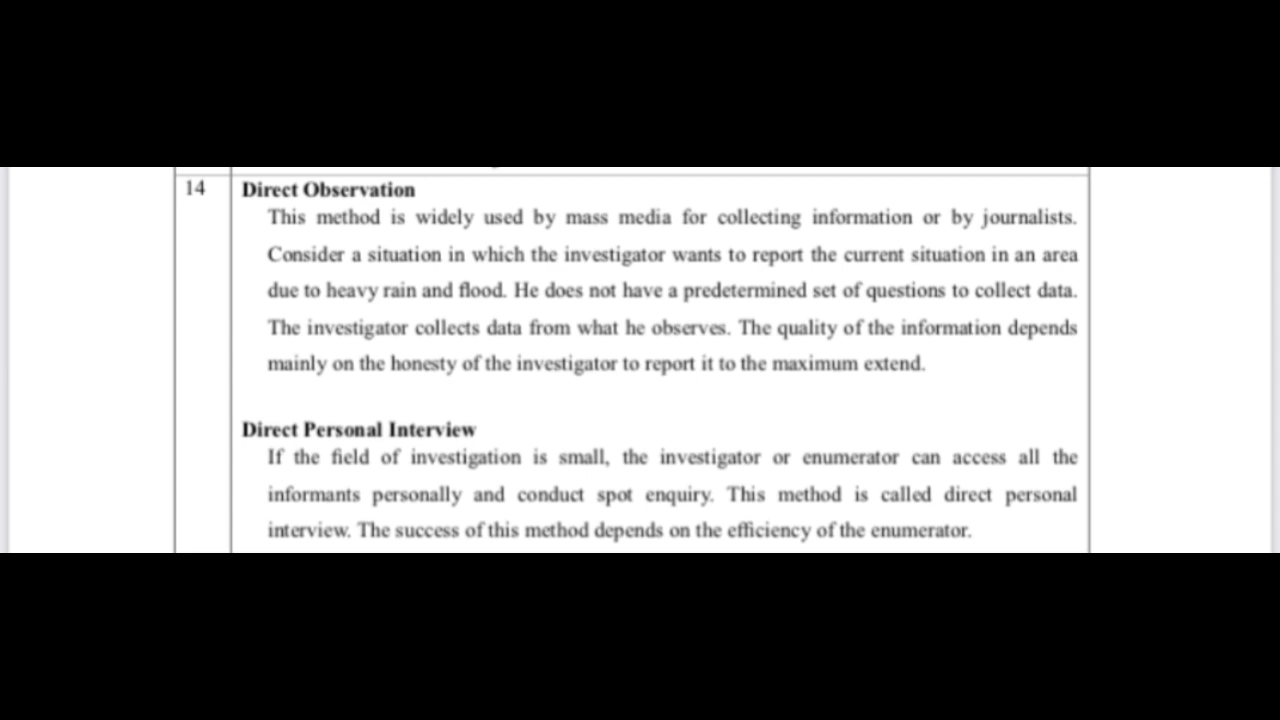 14
Direct Observation
This method is widely used by mass media for collecting information or by journalists.
Consider a situation in which the investigator wants to report the current situation in an area
due to heavy rain and flood. He does not have a predetermined set of questions to collect data.
The investigator collects data from what he observes. The quality of the information depends
mainly on the honesty of the investigator to report it to the maximum extend.
Direct Personal Interview
If the field of investigation is small, the investigator or enumerator can access all the
informants personally and conduct spot enquiry. This method is called direct personal
interview. The success of this method depends on the efficiency of the enumerator.